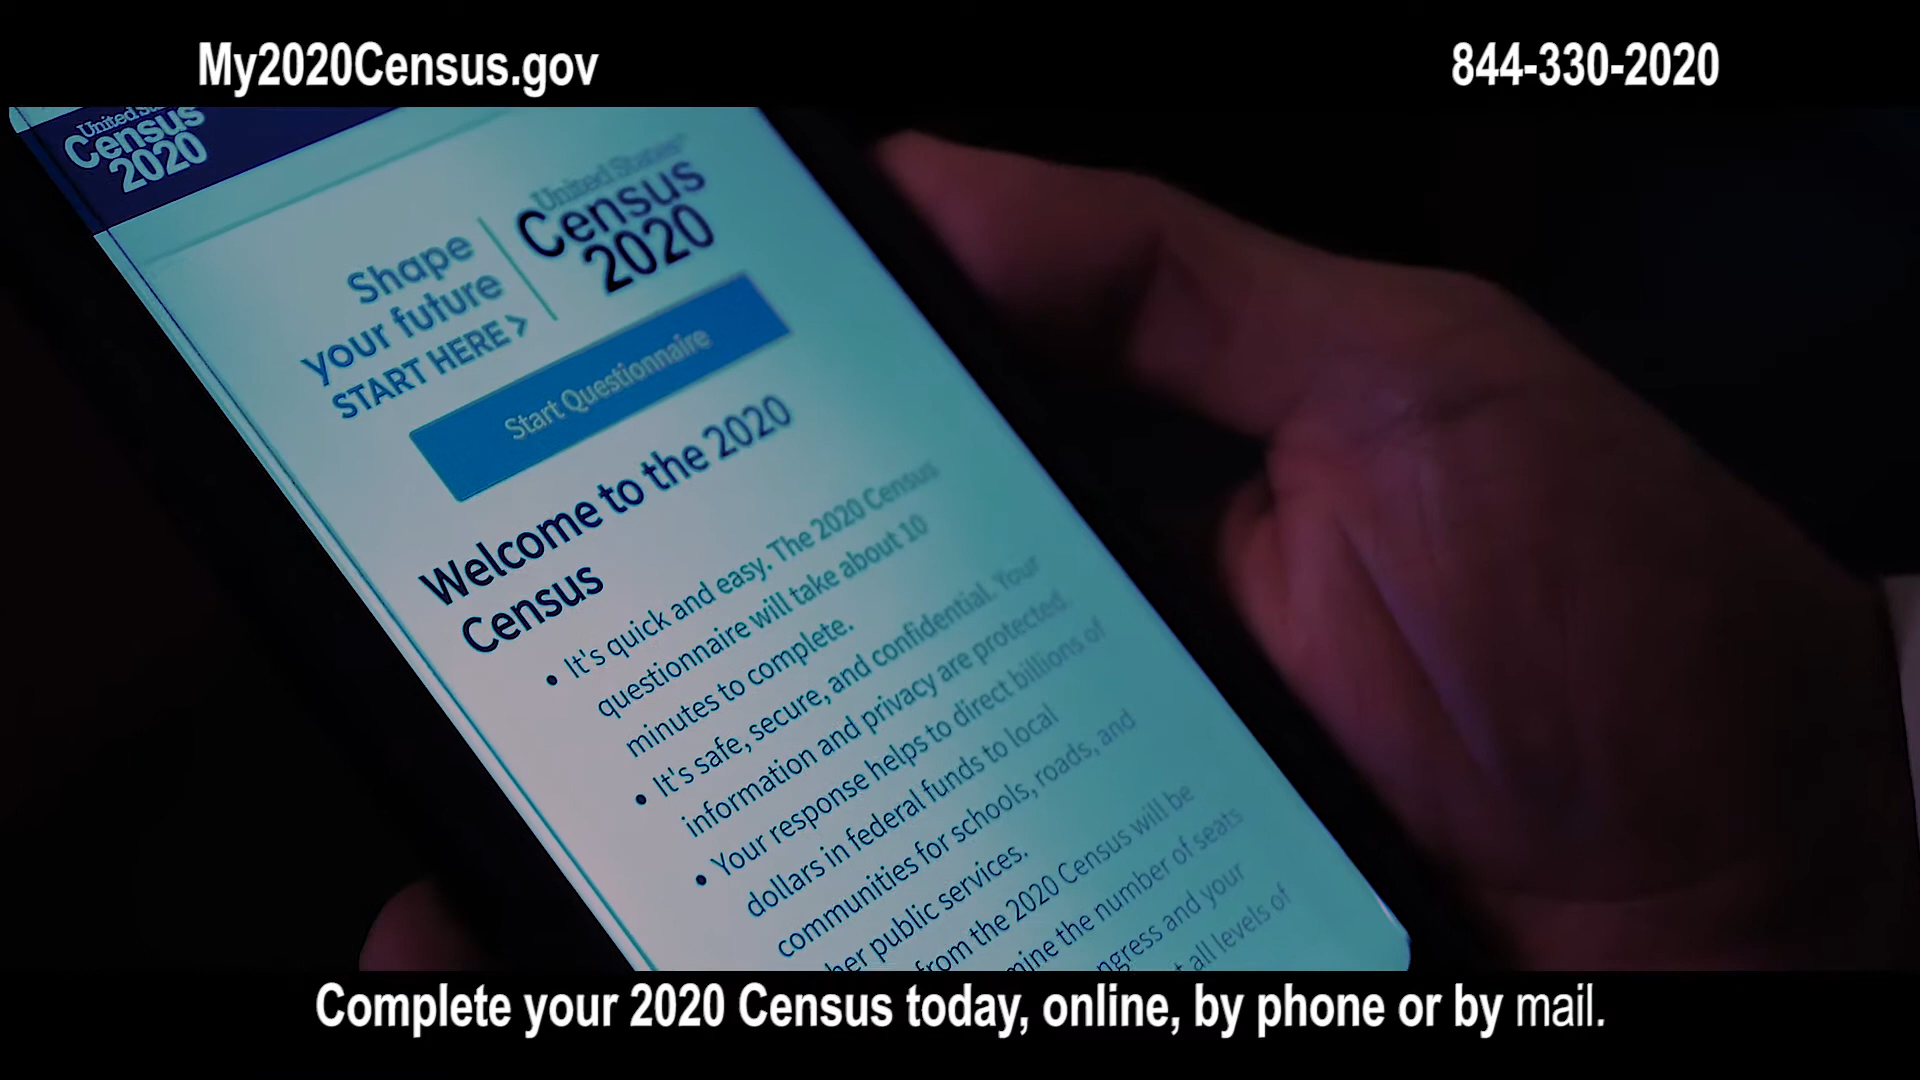 My2020Census.gov
844-330-2020
United
Census
2020
Shape
your future
START HERE >
United States
Census
2020
Start Questionnaire
Welcome to the 2020
Census
• It's quick and easy. The 2020 Census
questionnaire will take about 10
minutes to complete.
• It's safe, secure, and confidential. Your
information and privacy are protected.
• Your response helps to direct billions of
dollars in federal funds to local
communities for schools, roads, and
her public services.
from the 2020 Census will be
mine the number of seats
ngress and your
t all levels of
Complete your 2020 Census today, online, by phone or by mail.